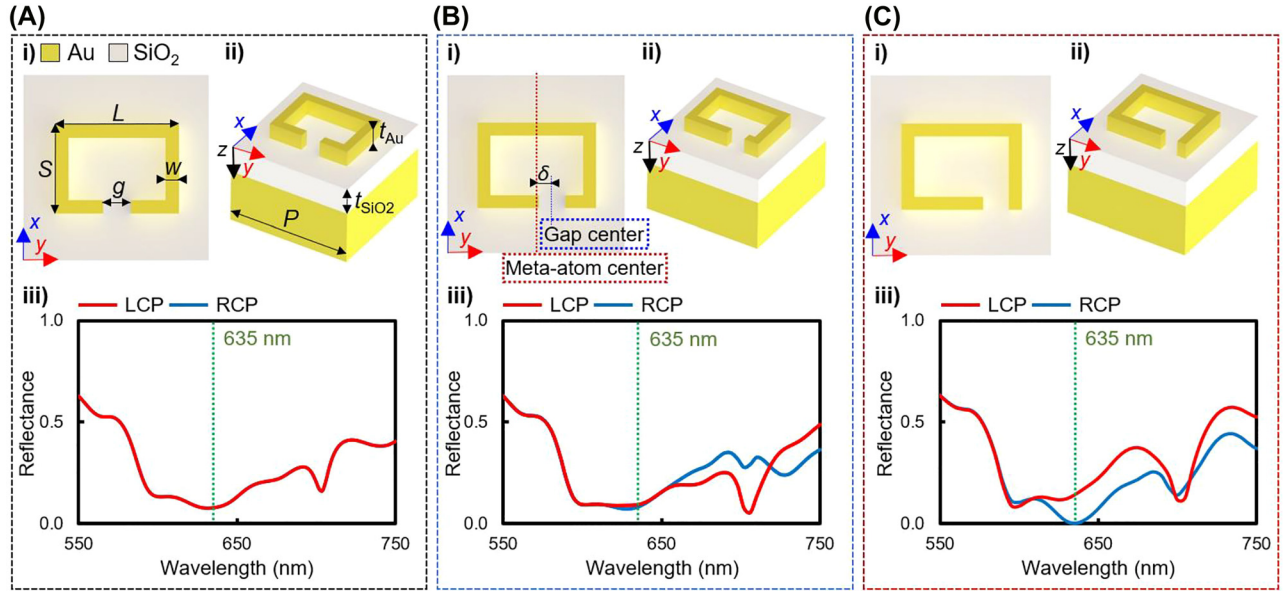 (A)
i) Au SiO2 ii)
L
S
w
g
x
y
x
z
y
tAu
tSiO2
P
iii) LCP RCP
1.0
635 nm
Reflectance
0.5
0.0
550 650 750
Wavelength (nm)
(B)
i) ii)
δ
Gap center
Meta-atom center
x
y
x
z
y
iii) LCP RCP
1.0
635 nm
Reflectance
0.5
0.0
550 650 750
Wavelength (nm)
(C)
i) ii)
x
y
x
z
y
iii) LCP RCP
1.0
635 nm
Reflectance
0.5
0.0
550 650 750
Wavelength (nm)